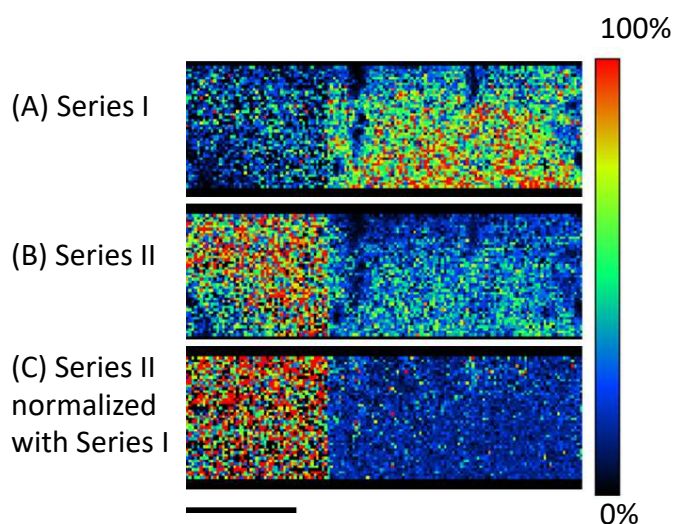 100%
(A) Series I
(B) Series II
(C) Series II
normalized
with Series I
0%